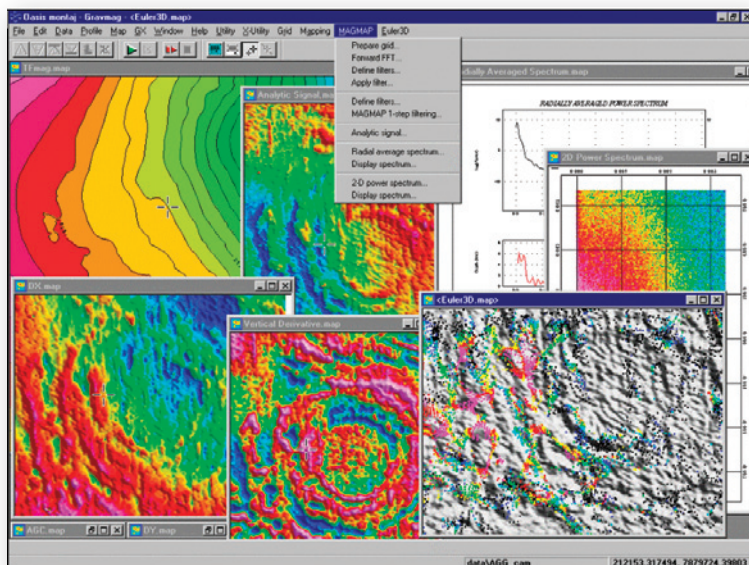 Oasis montaj - Gravmag - <Euler3D.map>
File Edit Data Profile Map GX Window Help Utility X-Utility Grid Mapping MAGMAP Euler3D
Prepare grid...
Forward FFT...
Define filters...
Apply filter...
Define filters...
MAGMAP 1-step filtering...
Analytic signal...
Radial average spectrum...
Display spectrum...
2-D power spectrum...
Display spectrum...
TFmag.map
Analytic Signal.map
Radially Averaged Spectrum
RADIALLY AVERAGED POWER SPECTRUM
2D Power Spectrum.map
DX.map
Vertical Derivative.map
<Euler3D.map>
AGC.map
DY.map
data\AGG_cam
212153.317494, 7879724.39803